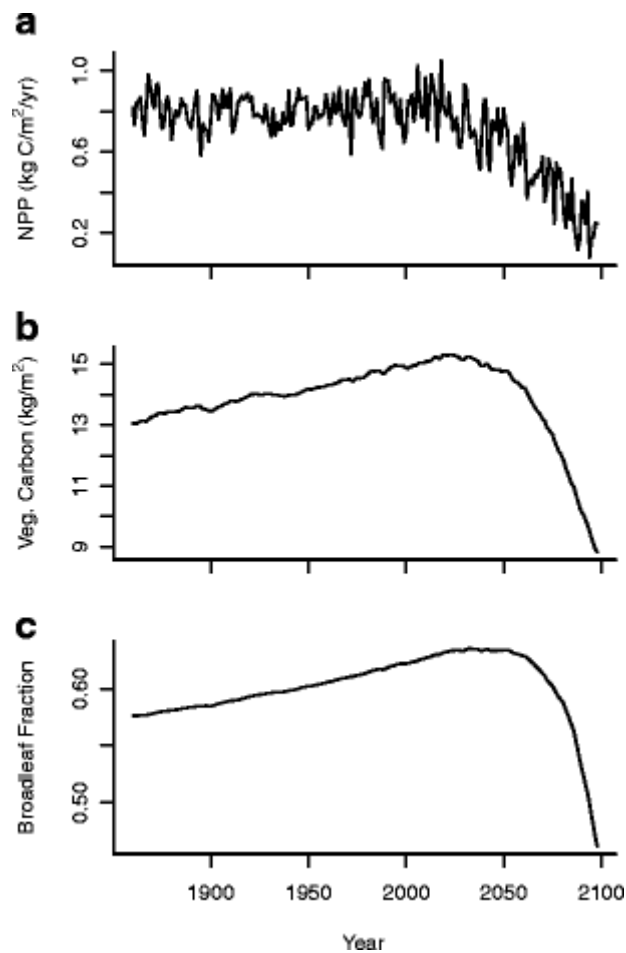 a
NPP (kg C/m²/yr)
1.0
0.6
0.2
b
Veg. Carbon (kg/m²)
15
13
11
9
c
Broadleaf Fraction
0.60
0.50
1900 1950 2000 2050 2100
Year